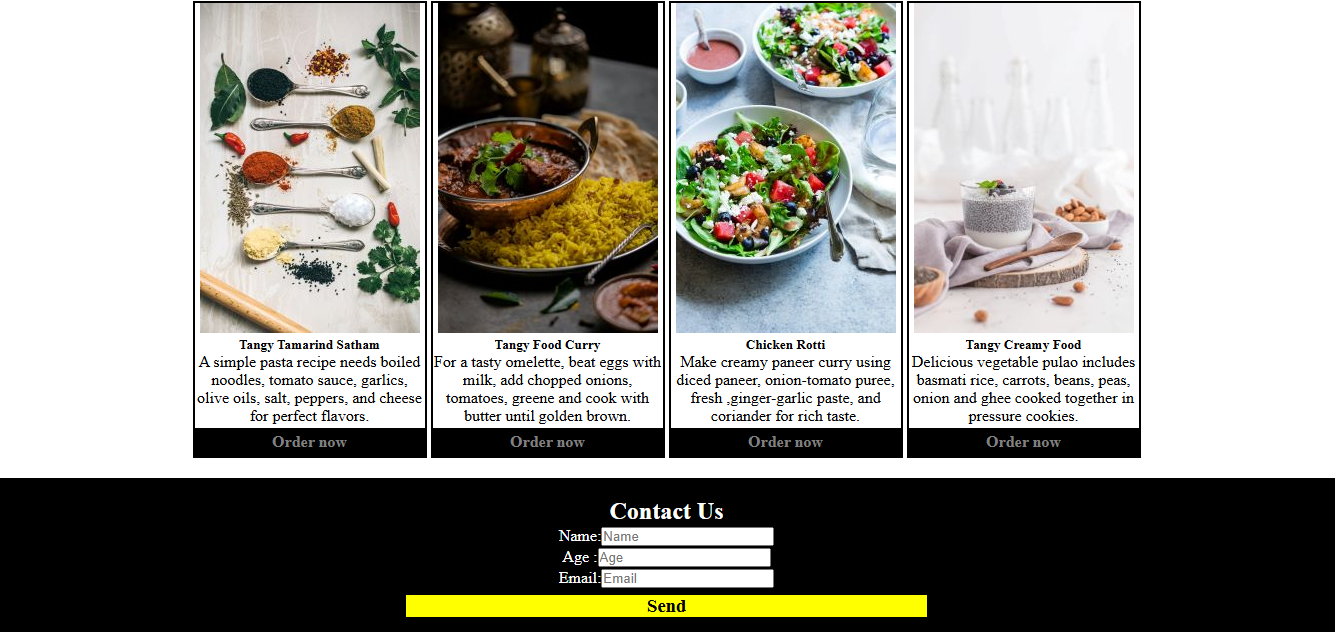 Tangy Tamarind Satham
A simple pasta recipe needs boiled
noodles, tomato sauce, garlics,
olive oils, salt, peppers, and cheese
for perfect flavors.
Order now
Tangy Food Curry
For a tasty omelette, beat eggs with
milk, add chopped onions,
tomatoes, greene and cook with
butter until golden brown.
Order now
Chicken Rotti
Make creamy paneer curry using
diced paneer, onion-tomato puree,
fresh ,ginger-garlic paste, and
coriander for rich taste.
Order now
Tangy Creamy Food
Delicious vegetable pulao includes
basmati rice, carrots, beans, peas,
onion and ghee cooked together in
pressure cookies.
Order now
Contact Us
Name:Name
Age :Age
Email:Email
Send